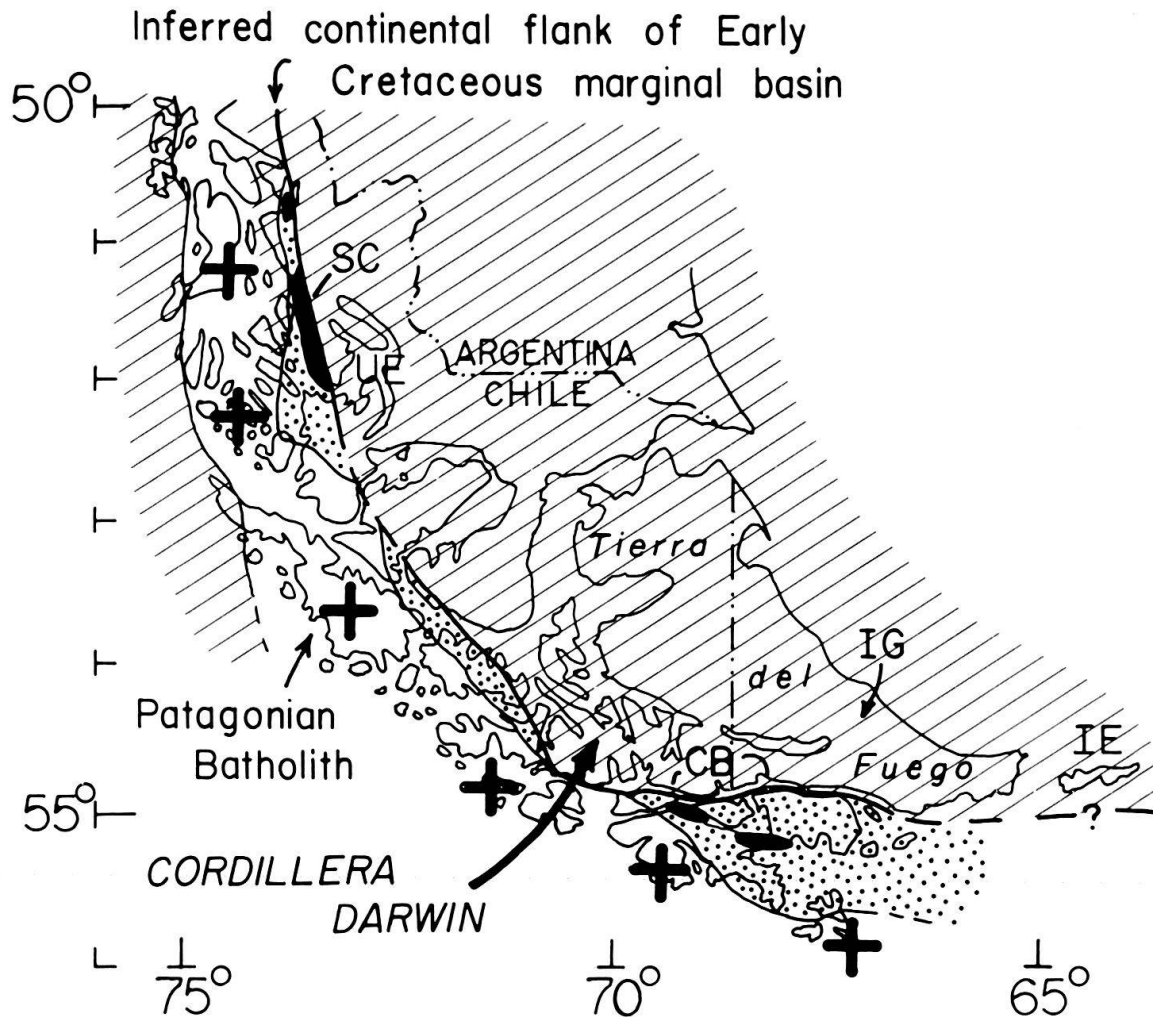 Inferred continental flank of Early
Cretaceous marginal basin
50°
SC
UE
ARGENTINA
CHILE
Tierra
IG
del
Patagonian
Batholith
CB
Fuego
IE
55°
?
CORDILLERA
DARWIN
75°
70°
65°